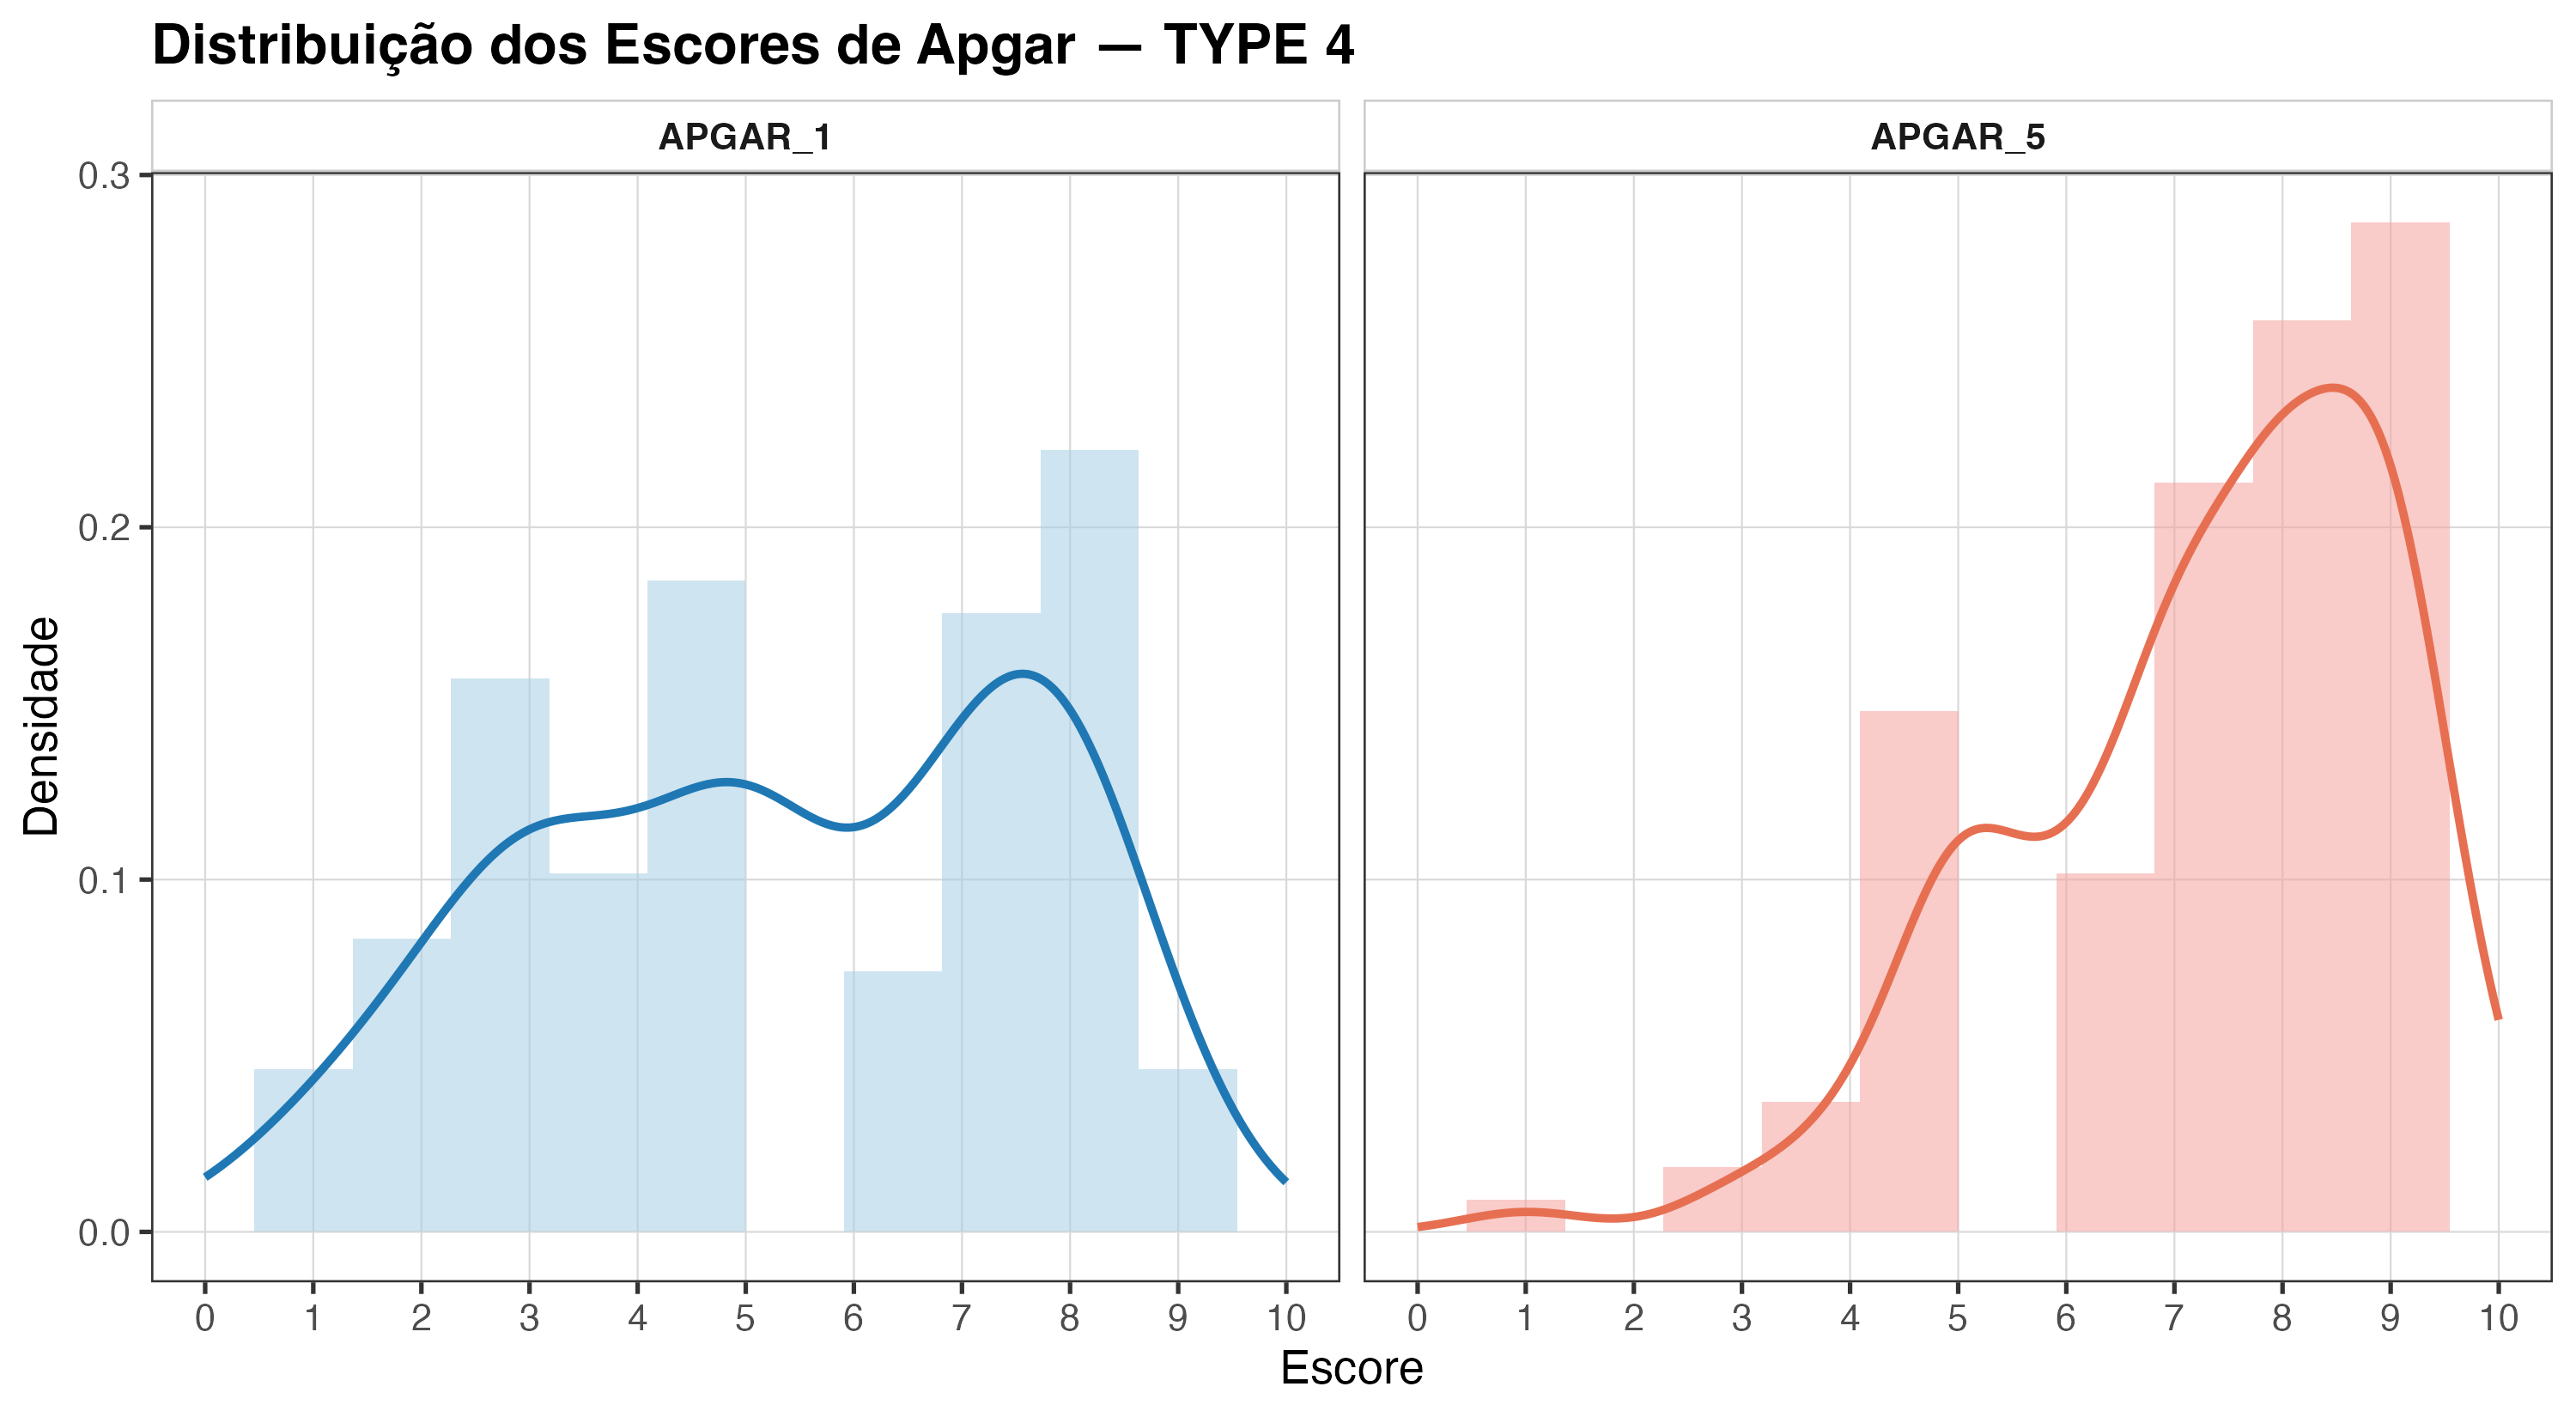 Distribuição dos Escores de Apgar — TYPE 4
APGAR_1
APGAR_5
0.3
0.2
0.1
0.0
Densidade
0 1 2 3 4 5 6 7 8 9 10
0 1 2 3 4 5 6 7 8 9 10
Escore